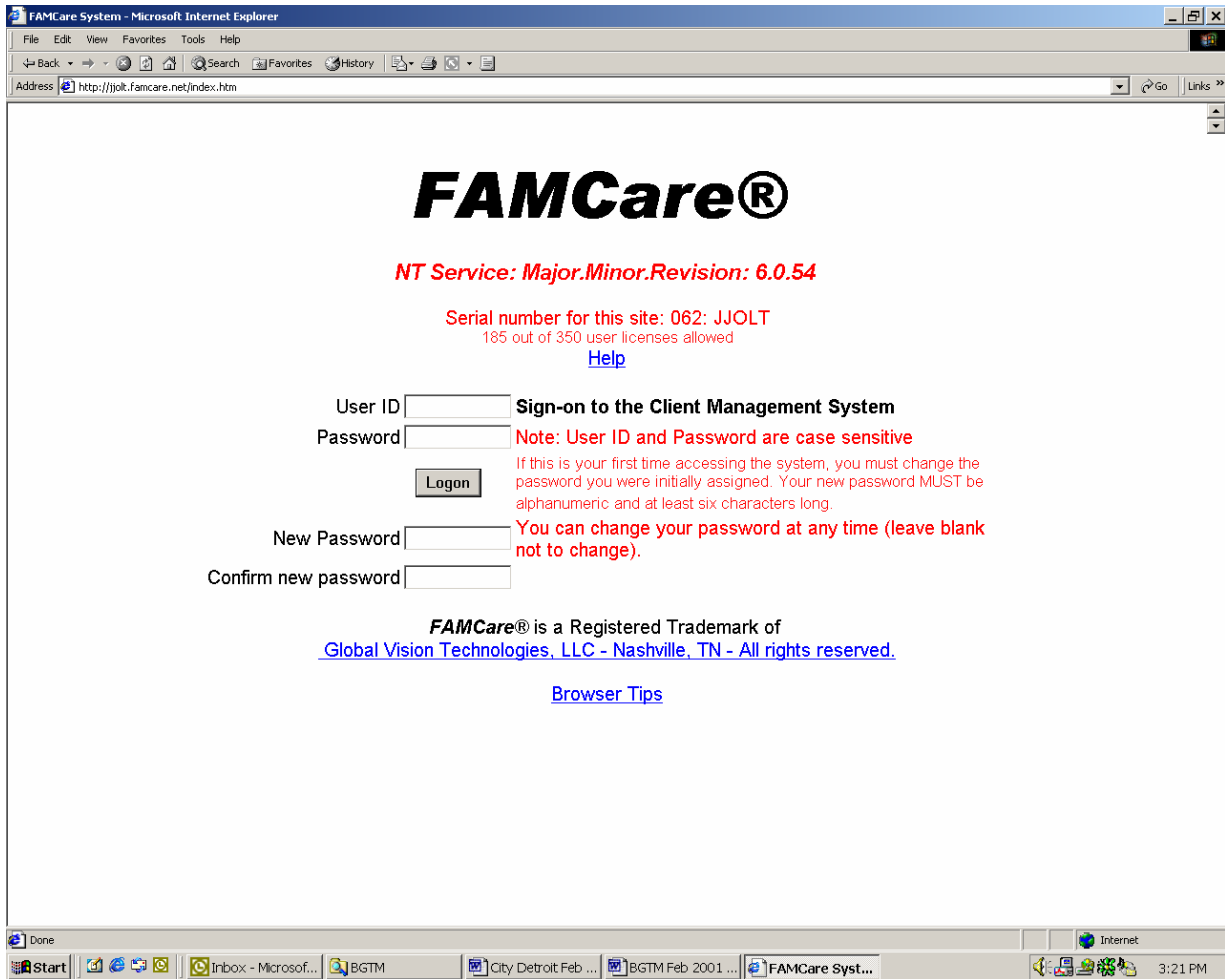 FAMCare System - Microsoft Internet Explorer
File Edit View Favorites Tools Help
Back Search Favorites History
Address http://jjolt.famcare.net/index.htm Go Links »
FAMCare®
NT Service: Major.Minor.Revision: 6.0.54
Serial number for this site: 062: JJOLT
185 out of 350 user licenses allowed
Help
User ID Sign-on to the Client Management System
Password Note: User ID and Password are case sensitive
If this is your first time accessing the system, you must change the
password you were initially assigned. Your new password MUST be
Logon
alphanumeric and at least six characters long.
You can change your password at any time (leave blank
New Password
not to change).
Confirm new password
FAMCare® is a Registered Trademark of
Global Vision Technologies, LLC - Nashville, TN - All rights reserved.
Browser Tips
Done Internet
Start Inbox - Microsof... BGTM City Detroit Feb ... BGTM Feb 2001 ... FAMCare Syst... 3:21 PM